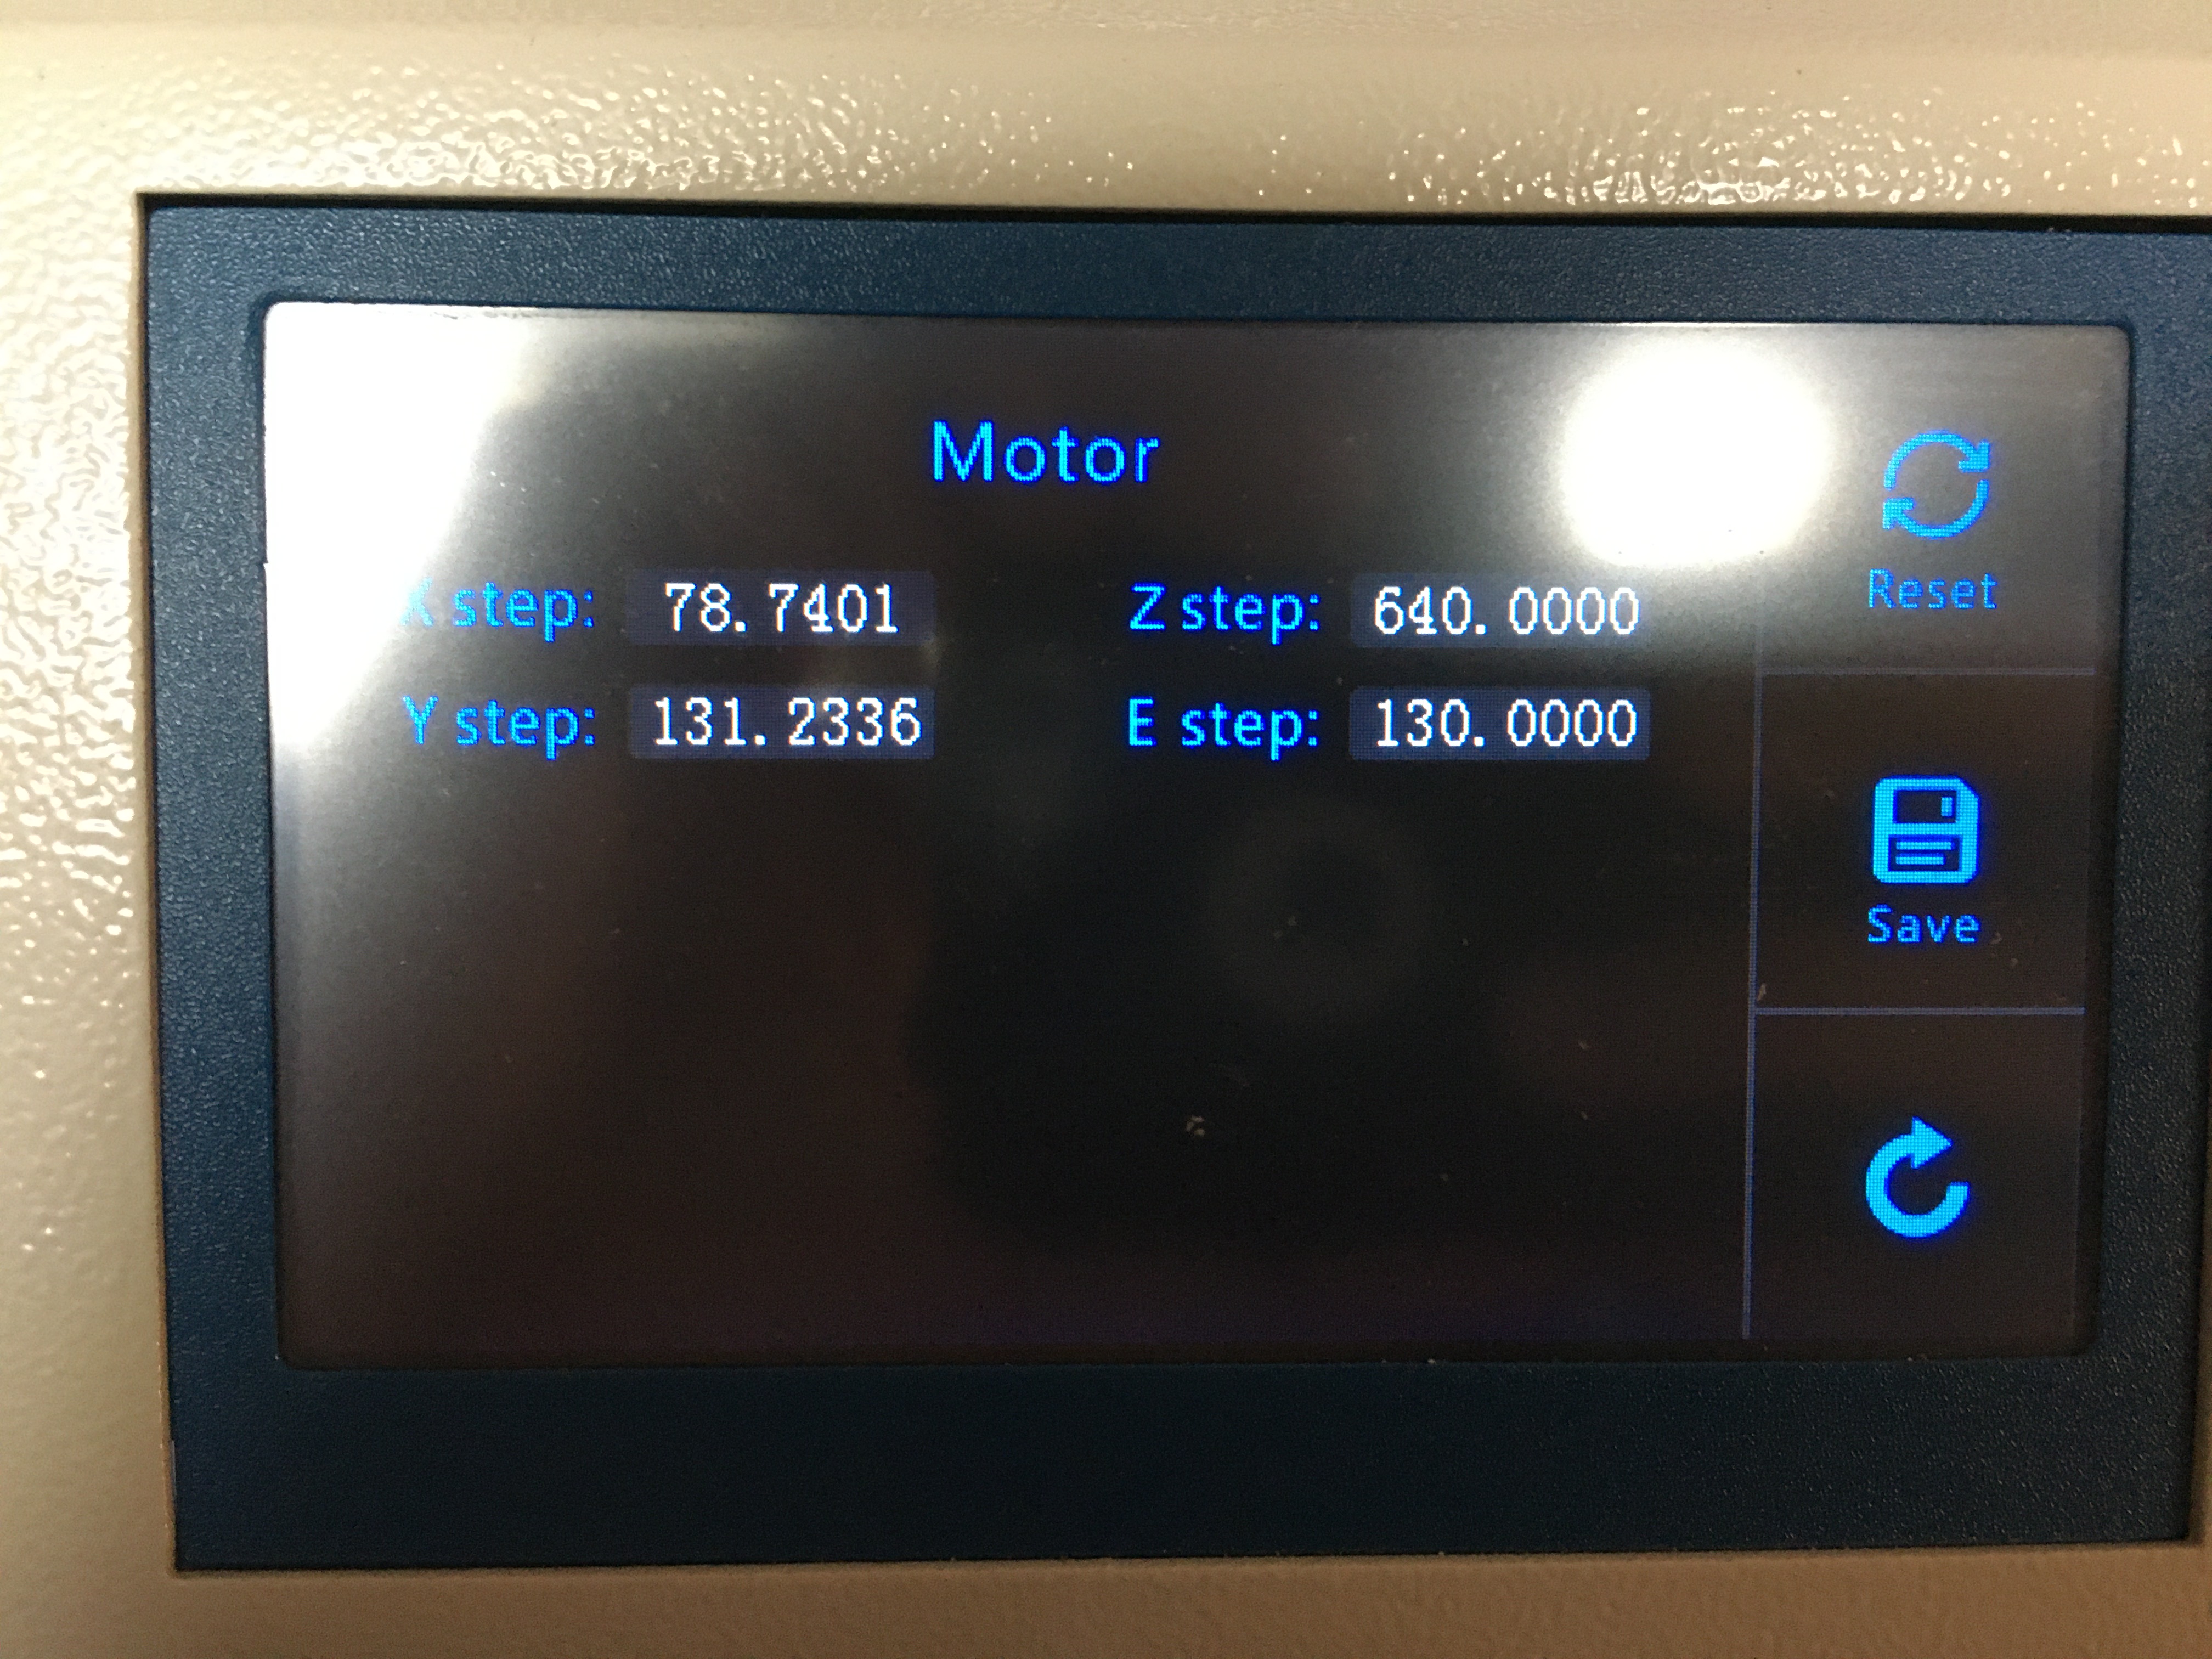 Motor
X step: 78.7401 Z step: 640.0000
Y step: 131.2336 E step: 130.0000
Reset
Save